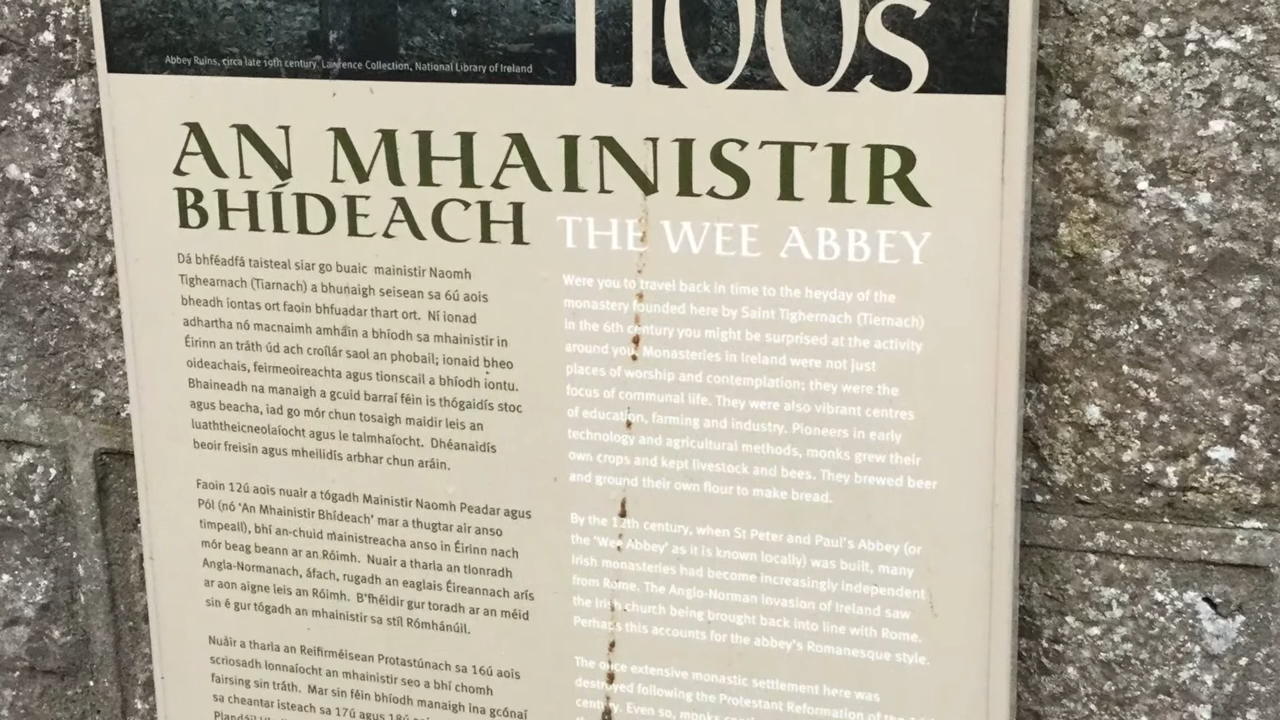 1100s
Abbey Ruins, circa late 19th century. Lawrence Collection, National Library of Ireland
AN MHAINISTIR
BHÍDEACH
THE WEE ABBEY
Dá bhféadfá taisteal siar go buaic mainistir Naomh
Tighearnach (Tiarnach) a bhunaigh seisean sa 6ú aois
bheadh iontas ort faoin bhfuadar thart ort. Ní ionad
adhartha nó macnaimh amháin a bhíodh sa mhainistir in
Éirinn an tráth úd ach croílár saol an phobail; ionaid bheo
oideachais, feirmeoireachta agus tionscail a bhíodh iontu.
Bhaineadh na manaigh a gcuid barraí féin is thógaidís stoc
agus beacha, iad go mór chun tosaigh maidir leis an
luaththeicneolaíocht agus le talmhaíocht. Dhéanaidís
beoir freisin agus mheilidís arbhar chun aráin.
Faoin 12ú aois nuair a tógadh Mainistir Naomh Peadar agus
Pól (nó 'An Mhainistir Bhídeach' mar a thugtar air anso
timpeall), bhí an-chuid mainistreacha anso in Éirinn nach
mór beag beann ar an Róimh. Nuair a tharla an tIonradh
Angla-Normanach, áfach, rugadh an eaglais Éireannach arís
ar aon aigne leis an Róimh. B'fhéidir gur toradh ar an méid
sin é gur tógadh an mhainistir sa stíl Rómhánúil.
Nuair a tharla an Reifirméisean Protastúnach sa 16ú aois
scriosadh lonnaíocht an mhainistir seo a bhí chomh
fairsing sin tráth. Mar sin féin bhíodh manaigh ina gcónaí
sa cheantar isteach sa 17ú agus 18ú
Were you to travel back in time to the heyday of the
monastery founded here by Saint Tighernach (Tiernach)
in the 6th century you might be surprised at the activity
around you. Monasteries in Ireland were not just
places of worship and contemplation; they were the
focus of communal life. They were also vibrant centres
of education, farming and industry. Pioneers in early
technology and agricultural methods, monks grew their
own crops and kept livestock and bees. They brewed beer
and ground their own flour to make bread.
By the 12th century, when St Peter and Paul's Abbey (or
the 'Wee Abbey' as it is known locally) was built, many
Irish monasteries had become increasingly independent
from Rome. The Anglo-Norman Invasion of Ireland saw
the Irish church being brought back into line with Rome.
Perhaps this accounts for the abbey's Romanesque style.
The once extensive monastic settlement here was
destroyed following the Protestant Reformation of the
century. Even so, monks